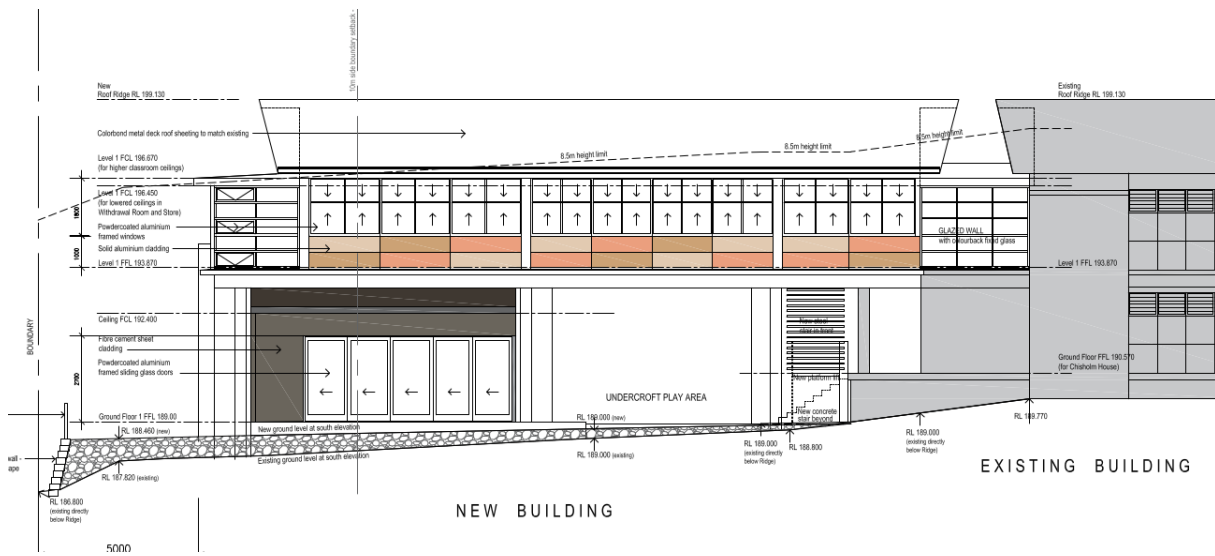 New
Roof Ridge RL 199.130
10m side boundary setback -
Existing
Roof Ridge RL 199.130
Colorbond metal deck roof sheeting to match existing
8.5m height limit
8.5m height limit
8.5m height limit
Level 1 FCL 196.670
(for higher classroom ceilings)
Level 1 FCL 196.450
(for lowered ceilings in
Withdrawal Room and Store)
1800
Powdercoated aluminium
framed windows
GLAZED WALL
with colourback fixed glass
Solid aluminium cladding
1000
Level 1 FFL 193.870
Level 1 FFL 193.870
Ceiling FCL 192.400
New steel
stair in front
BOUNDARY
Fibre cement sheet
cladding
Ground Floor FFL 190.570
(for Chisholm House)
Powdercoated aluminium
framed sliding glass doors
2700
New platform lift
UNDERCROFT PLAY AREA
New concrete
stair beyond
Ground Floor 1 FFL 189.00
RL 189.000 (new)
RL 189.770
New ground level at south elevation
RL 188.460 (new)
RL 189.000
(existing directly
below Ridge)
RL 188.800
RL 189.000
(existing directly
below Ridge)
Existing ground level at south elevation
RL 189.000 (existing)
wall -
ape
RL 187.820 (existing)
EXISTING BUILDING
RL 186.800
(existing directly
below Ridge)
NEW BUILDING
5000